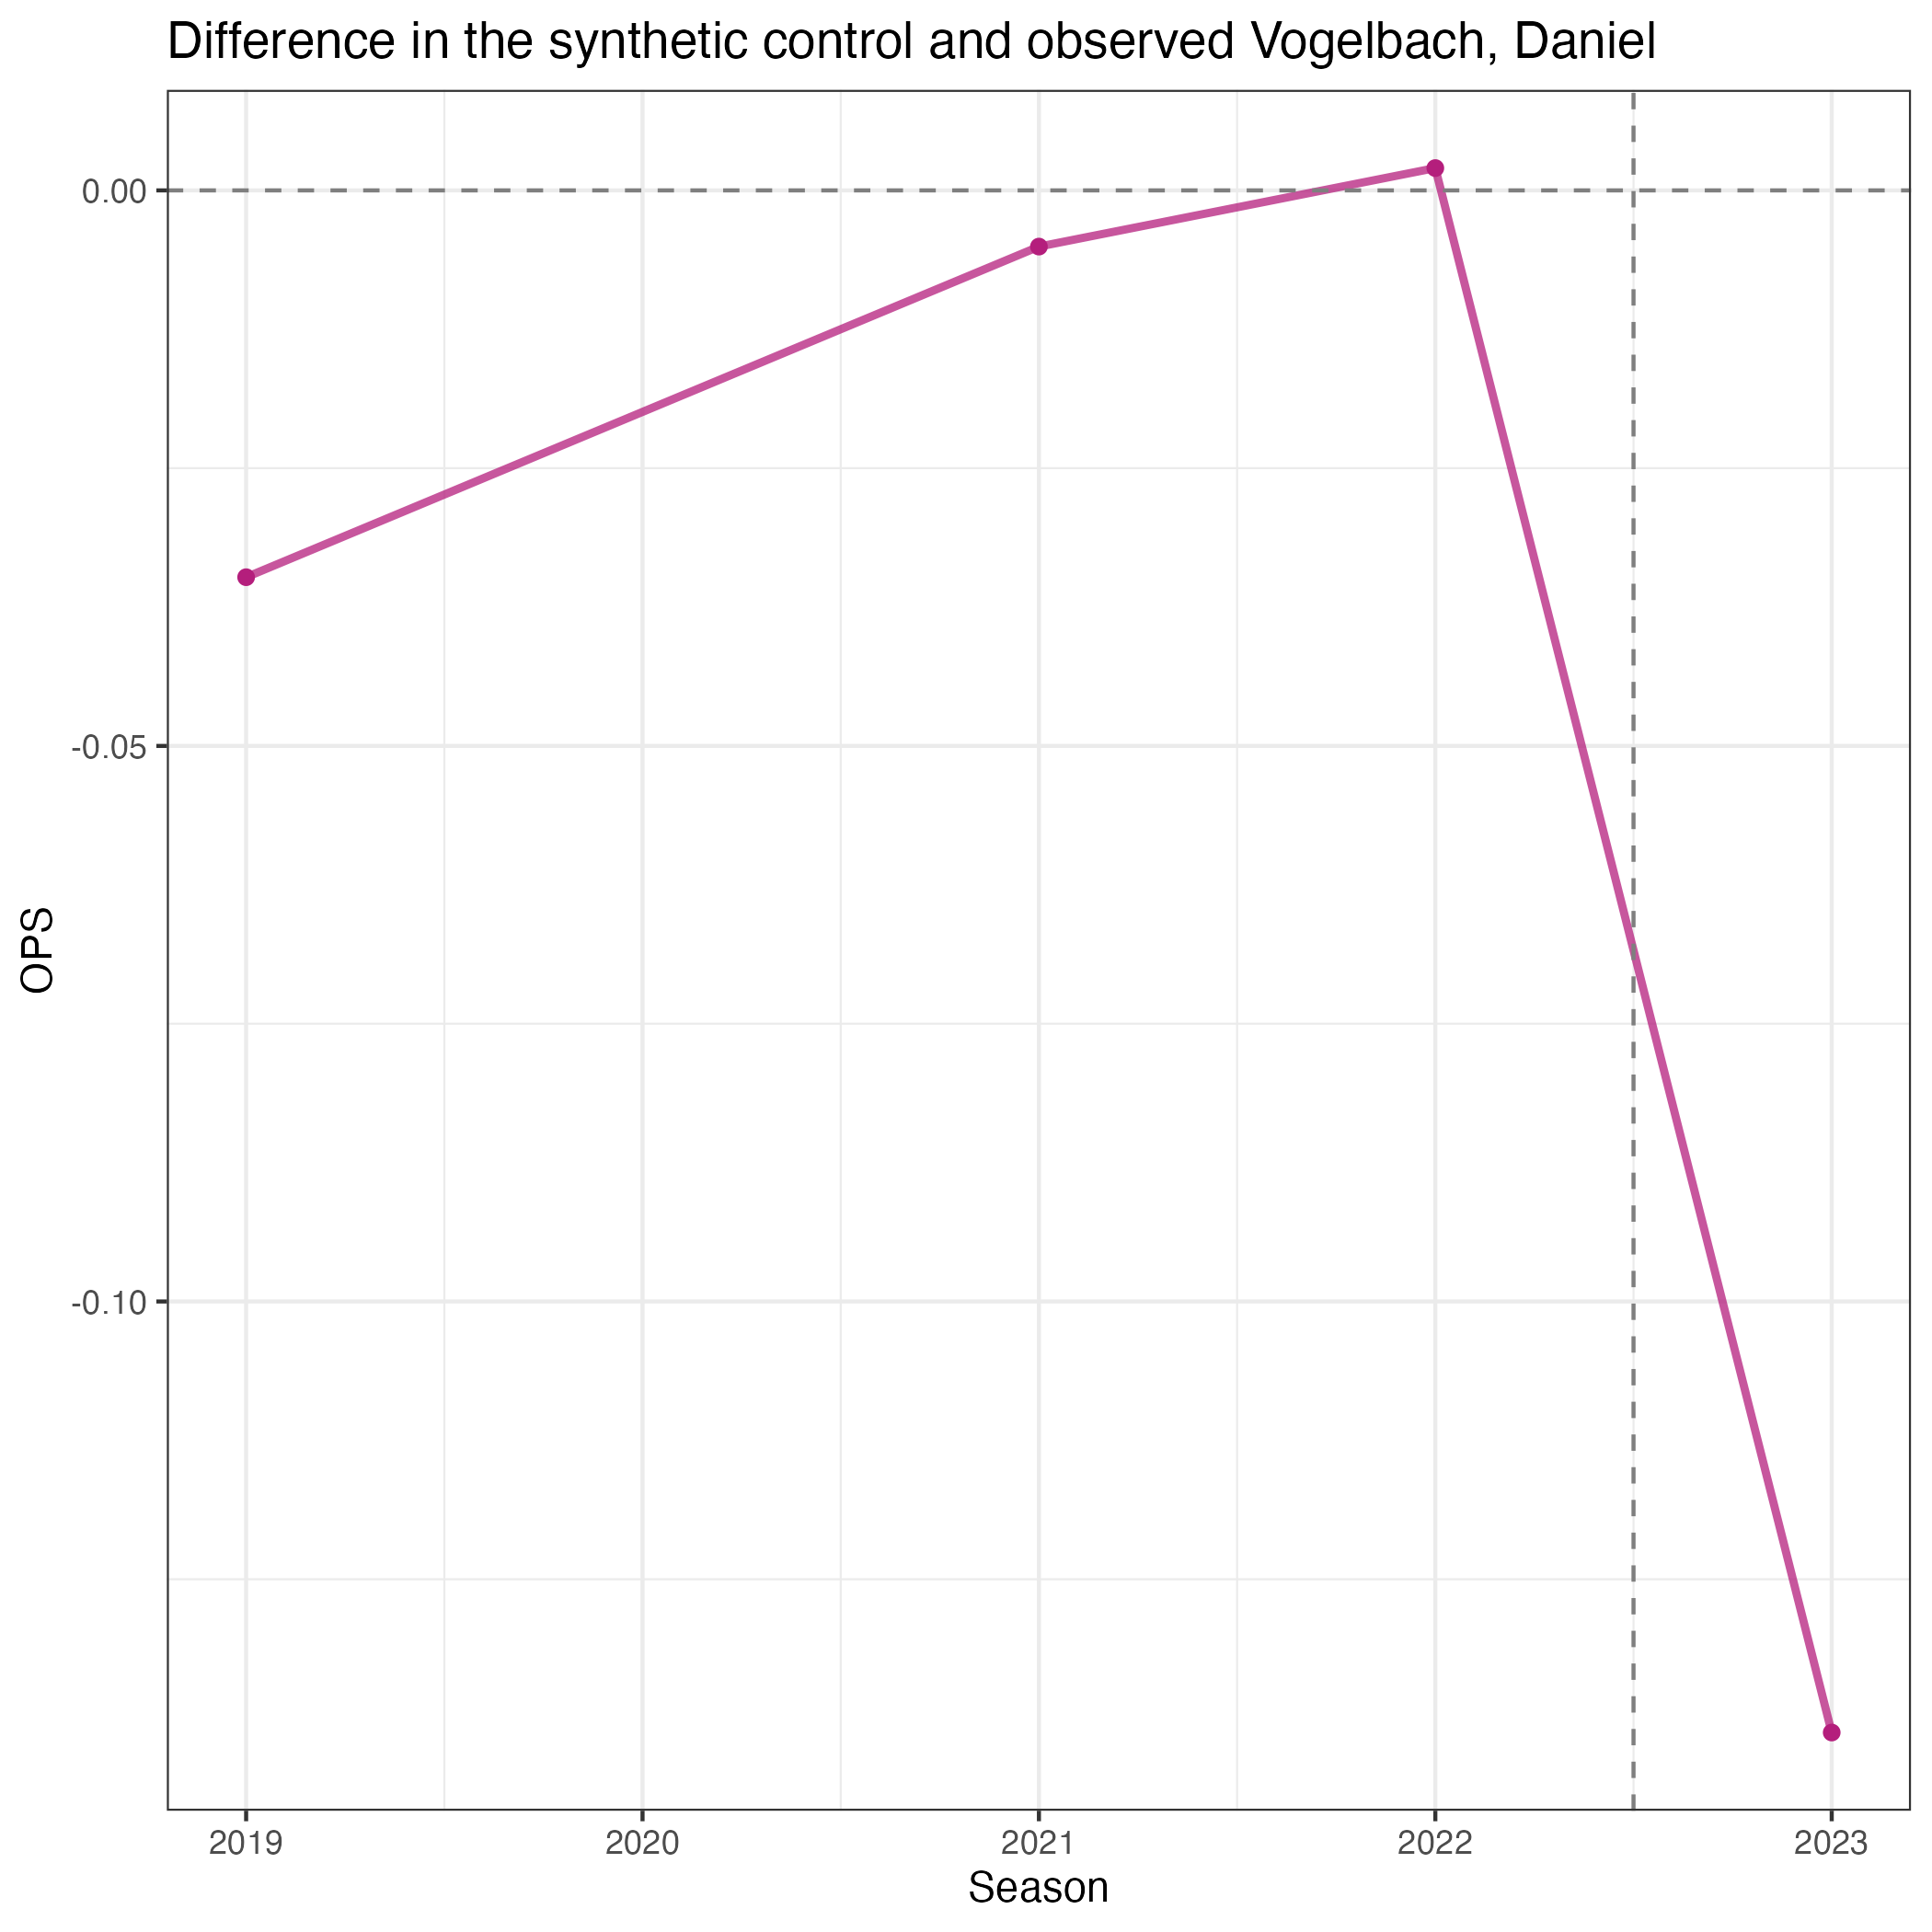 Difference in the synthetic control and observed Vogelbach, Daniel
0.00
-0.05
-0.10
OPS
2019 2020 2021 2022 2023
Season